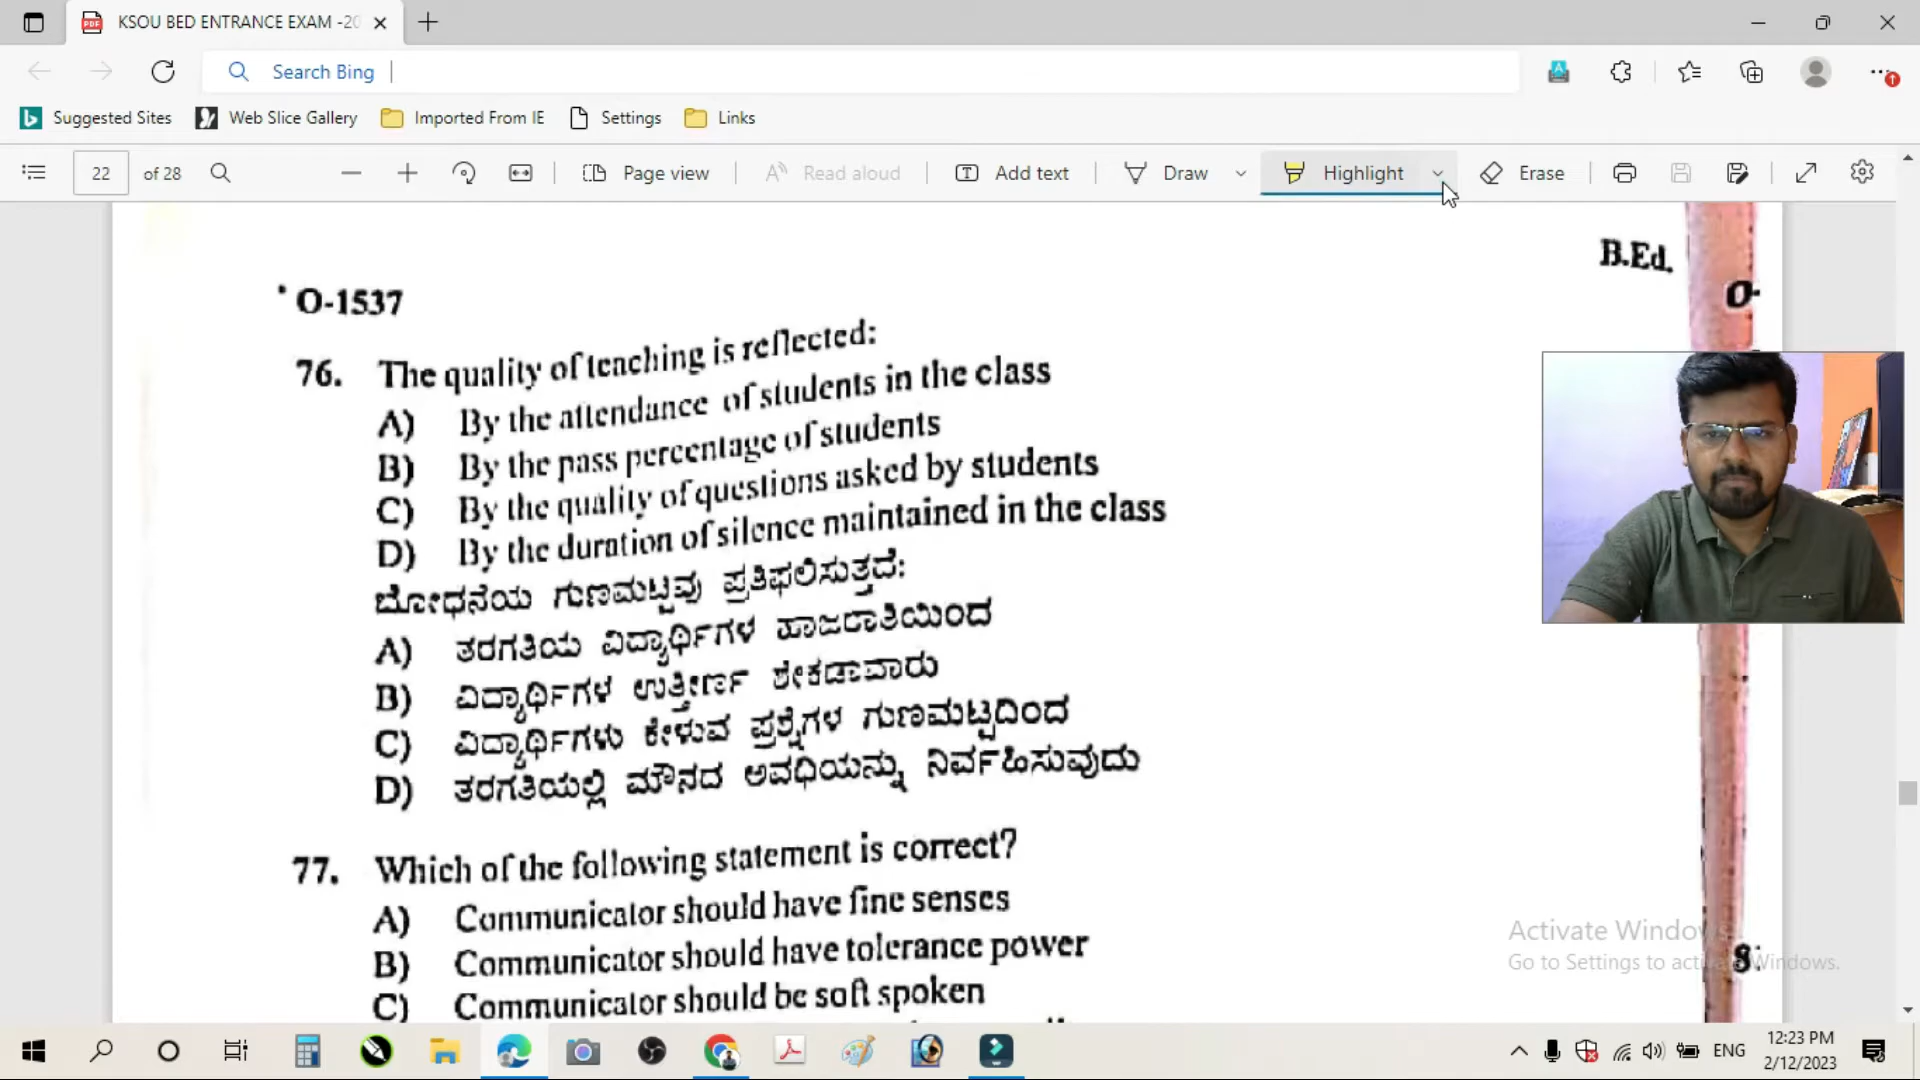 KSOU BED ENTRANCE EXAM -20
Search Bing
Suggested Sites
Web Slice Gallery
Imported From IE
Settings
Links
22 of 28
Page view
Read aloud
Add text
Draw
Highlight
Erase
B.Ed.
O-1537
O-
76. The quality of teaching is reflected:
A) By the attendance of students in the class
B) By the pass percentage of students
C) By the quality of questions asked by students
D) By the duration of silence maintained in the class
ಬೋಧನೆಯ ಗುಣಮಟ್ಟವು ಪ್ರತಿಫಲಿಸುತ್ತದೆ:
A) ತರಗತಿಯ ವಿದ್ಯಾರ್ಥಿಗಳ ಹಾಜರಾತಿಯಿಂದ
B) ವಿದ್ಯಾರ್ಥಿಗಳ ಉತ್ತೀರ್ಣ ಶೇಕಡಾವಾರು
C) ವಿದ್ಯಾರ್ಥಿಗಳು ಕೇಳುವ ಪ್ರಶ್ನೆಗಳ ಗುಣಮಟ್ಟದಿಂದ
D) ತರಗತಿಯಲ್ಲಿ ಮೌನದ ಅವಧಿಯನ್ನು ನಿರ್ವಹಿಸುವುದು
77. Which of the following statement is correct?
A) Communicator should have fine senses
B) Communicator should have tolerance power
C) Communicator should be soft spoken
8:
Activate Windows
Go to Settings to activate Windows.
ENG
12:23 PM
2/12/2023